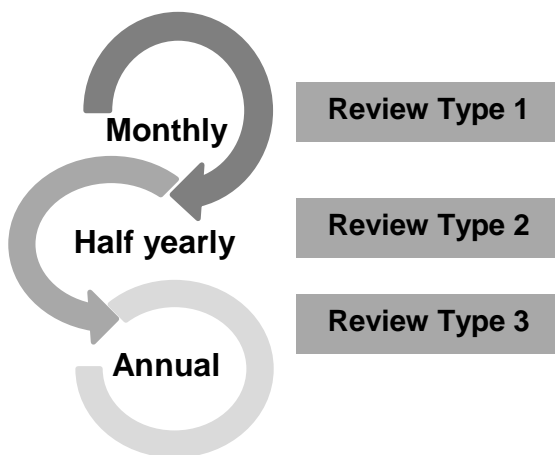 Monthly
Review Type 1
Half yearly
Review Type 2
Annual
Review Type 3